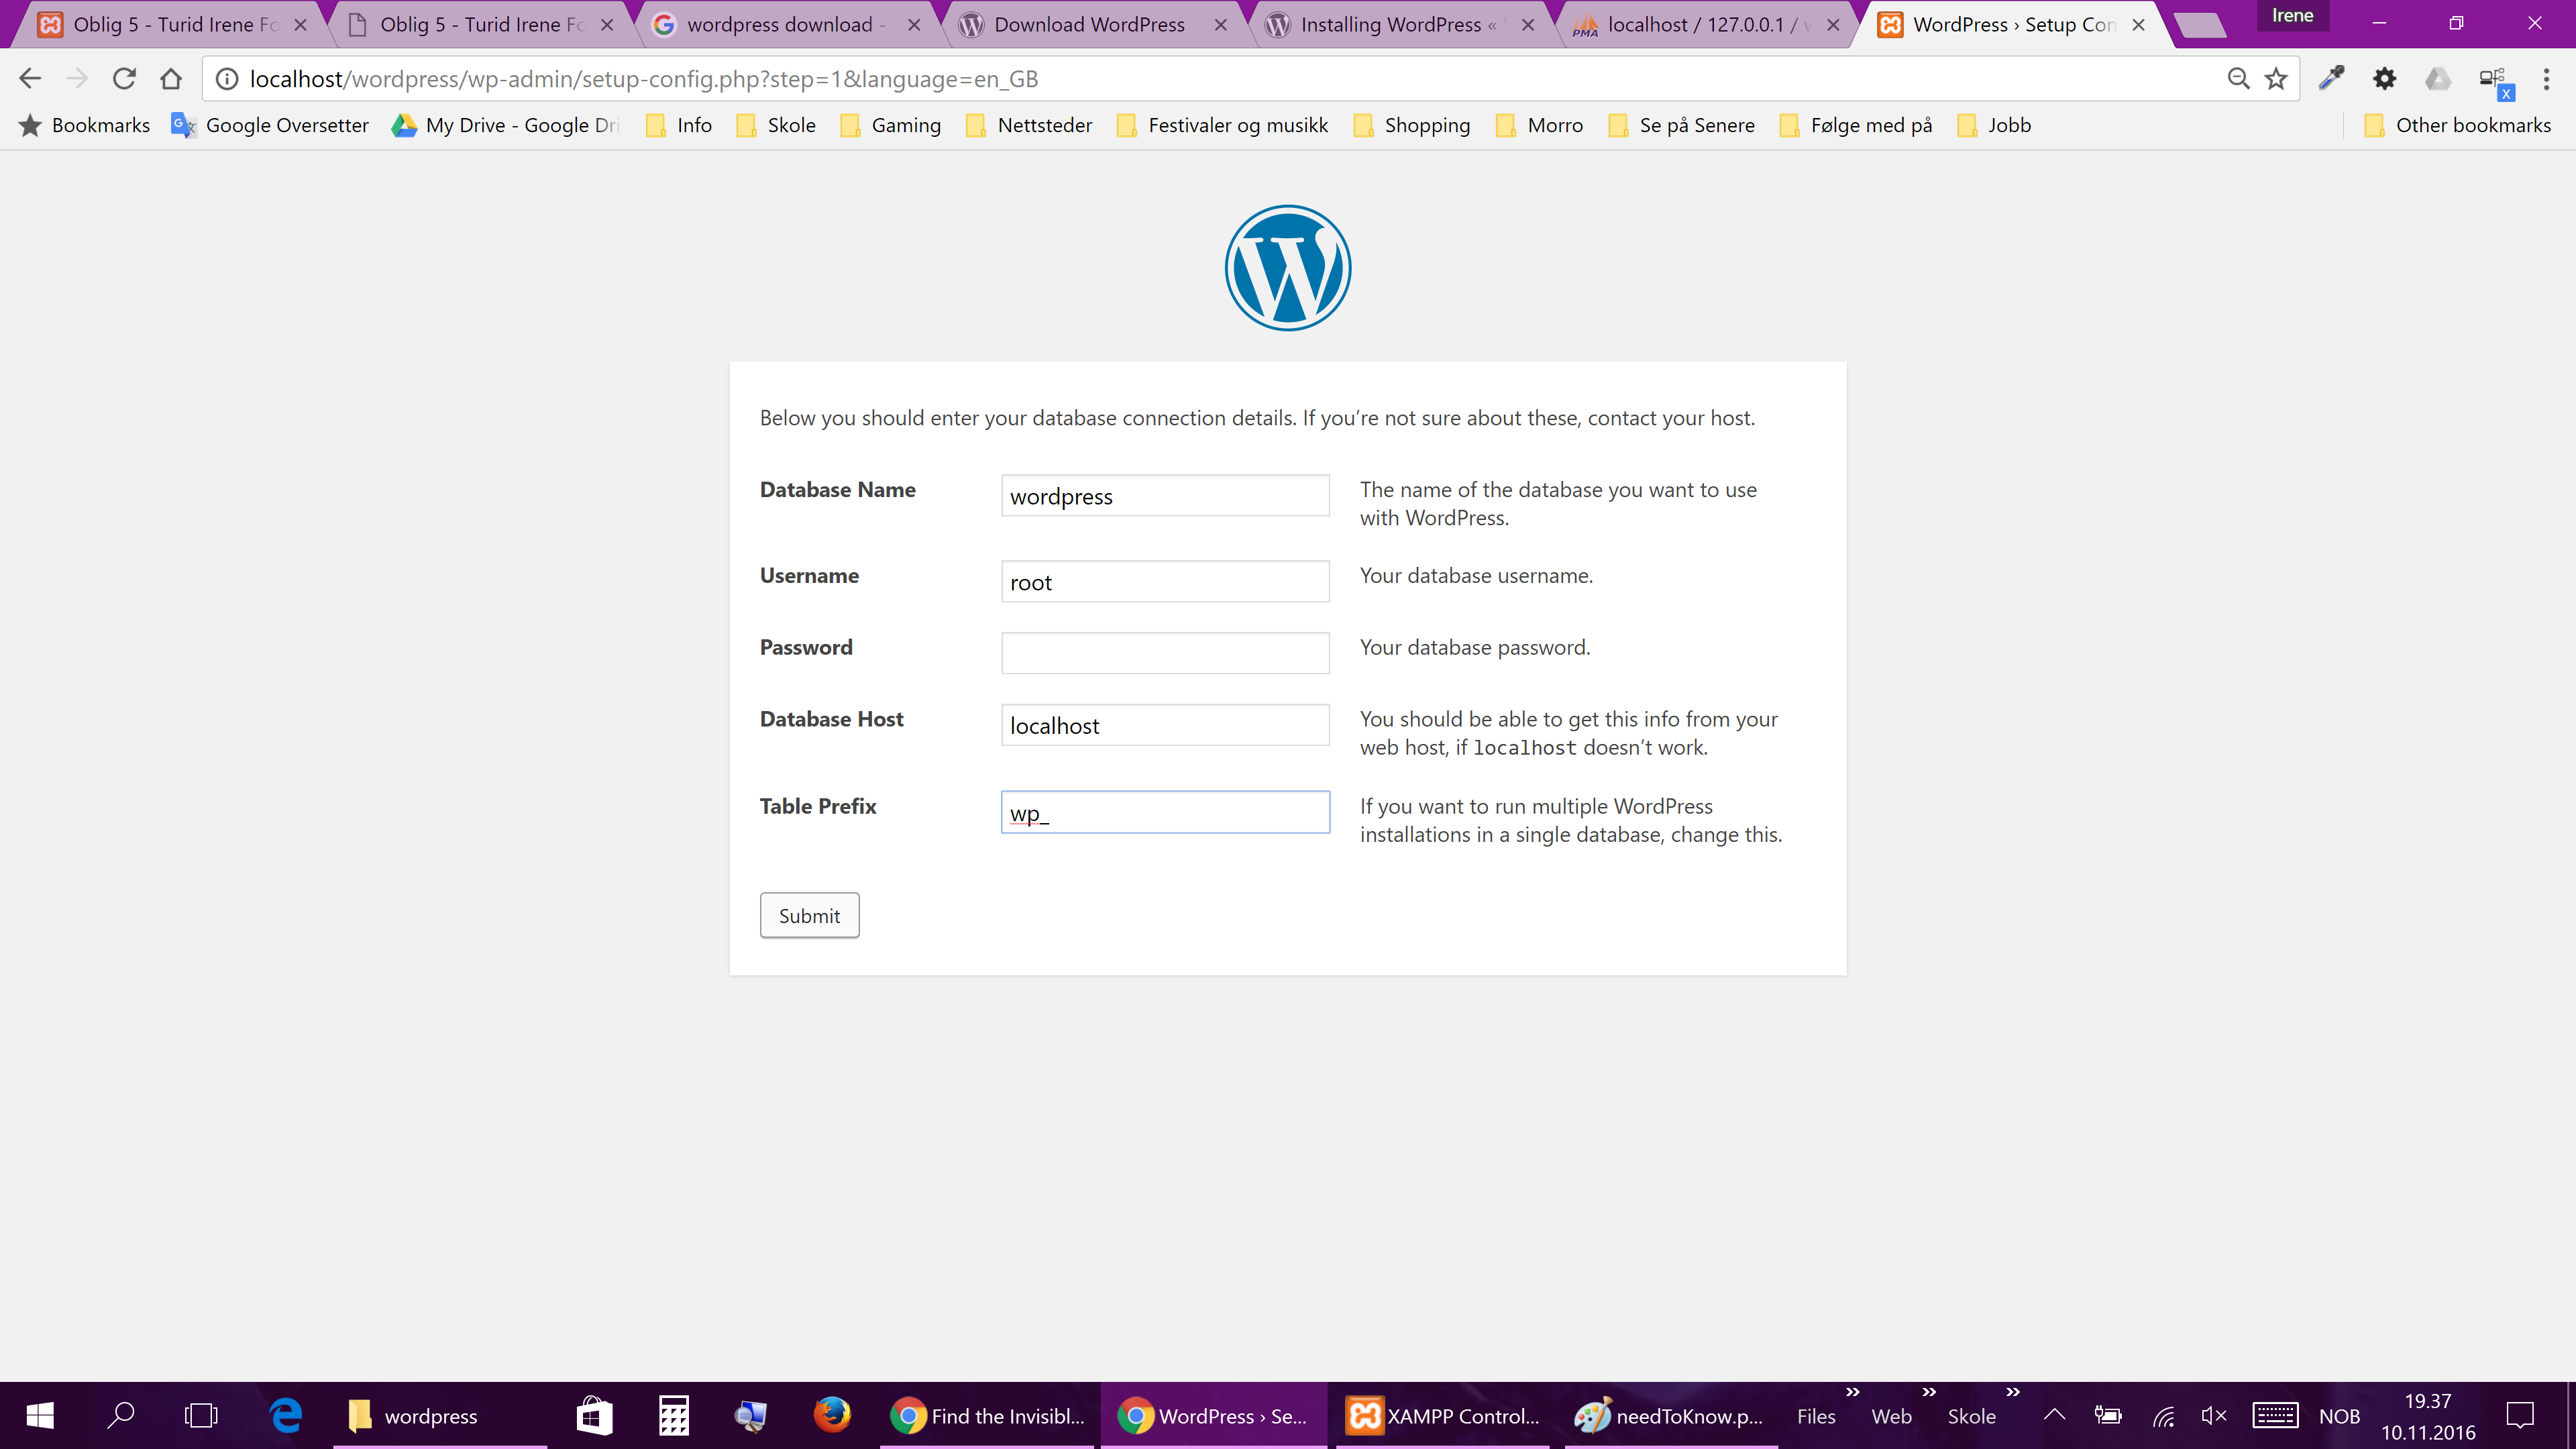 Oblig 5 - Turid Irene Fo
Oblig 5 - Turid Irene Fo
wordpress download -
Download WordPress
Installing WordPress «
PMA
localhost / 127.0.0.1 /
WordPress › Setup Con
Irene
localhost/wordpress/wp-admin/setup-config.php?step=1&language=en_GB
x
Bookmarks
Google Oversetter
My Drive - Google Dri
Info
Skole
Gaming
Nettsteder
Festivaler og musikk
Shopping
Morro
Se på Senere
Følge med på
Jobb
Other bookmarks
Below you should enter your database connection details. If you’re not sure about these, contact your host.
Database Name
wordpress
The name of the database you want to use
with WordPress.
Username
root
Your database username.
Password
Your database password.
Database Host
localhost
You should be able to get this info from your
web host, if localhost doesn’t work.
Table Prefix
wp_
If you want to run multiple WordPress
installations in a single database, change this.
Submit
wordpress
Find the Invisibl...
WordPress › Se...
XAMPP Control...
needToKnow.p...
Files
Web
Skole
NOB
19.37
10.11.2016